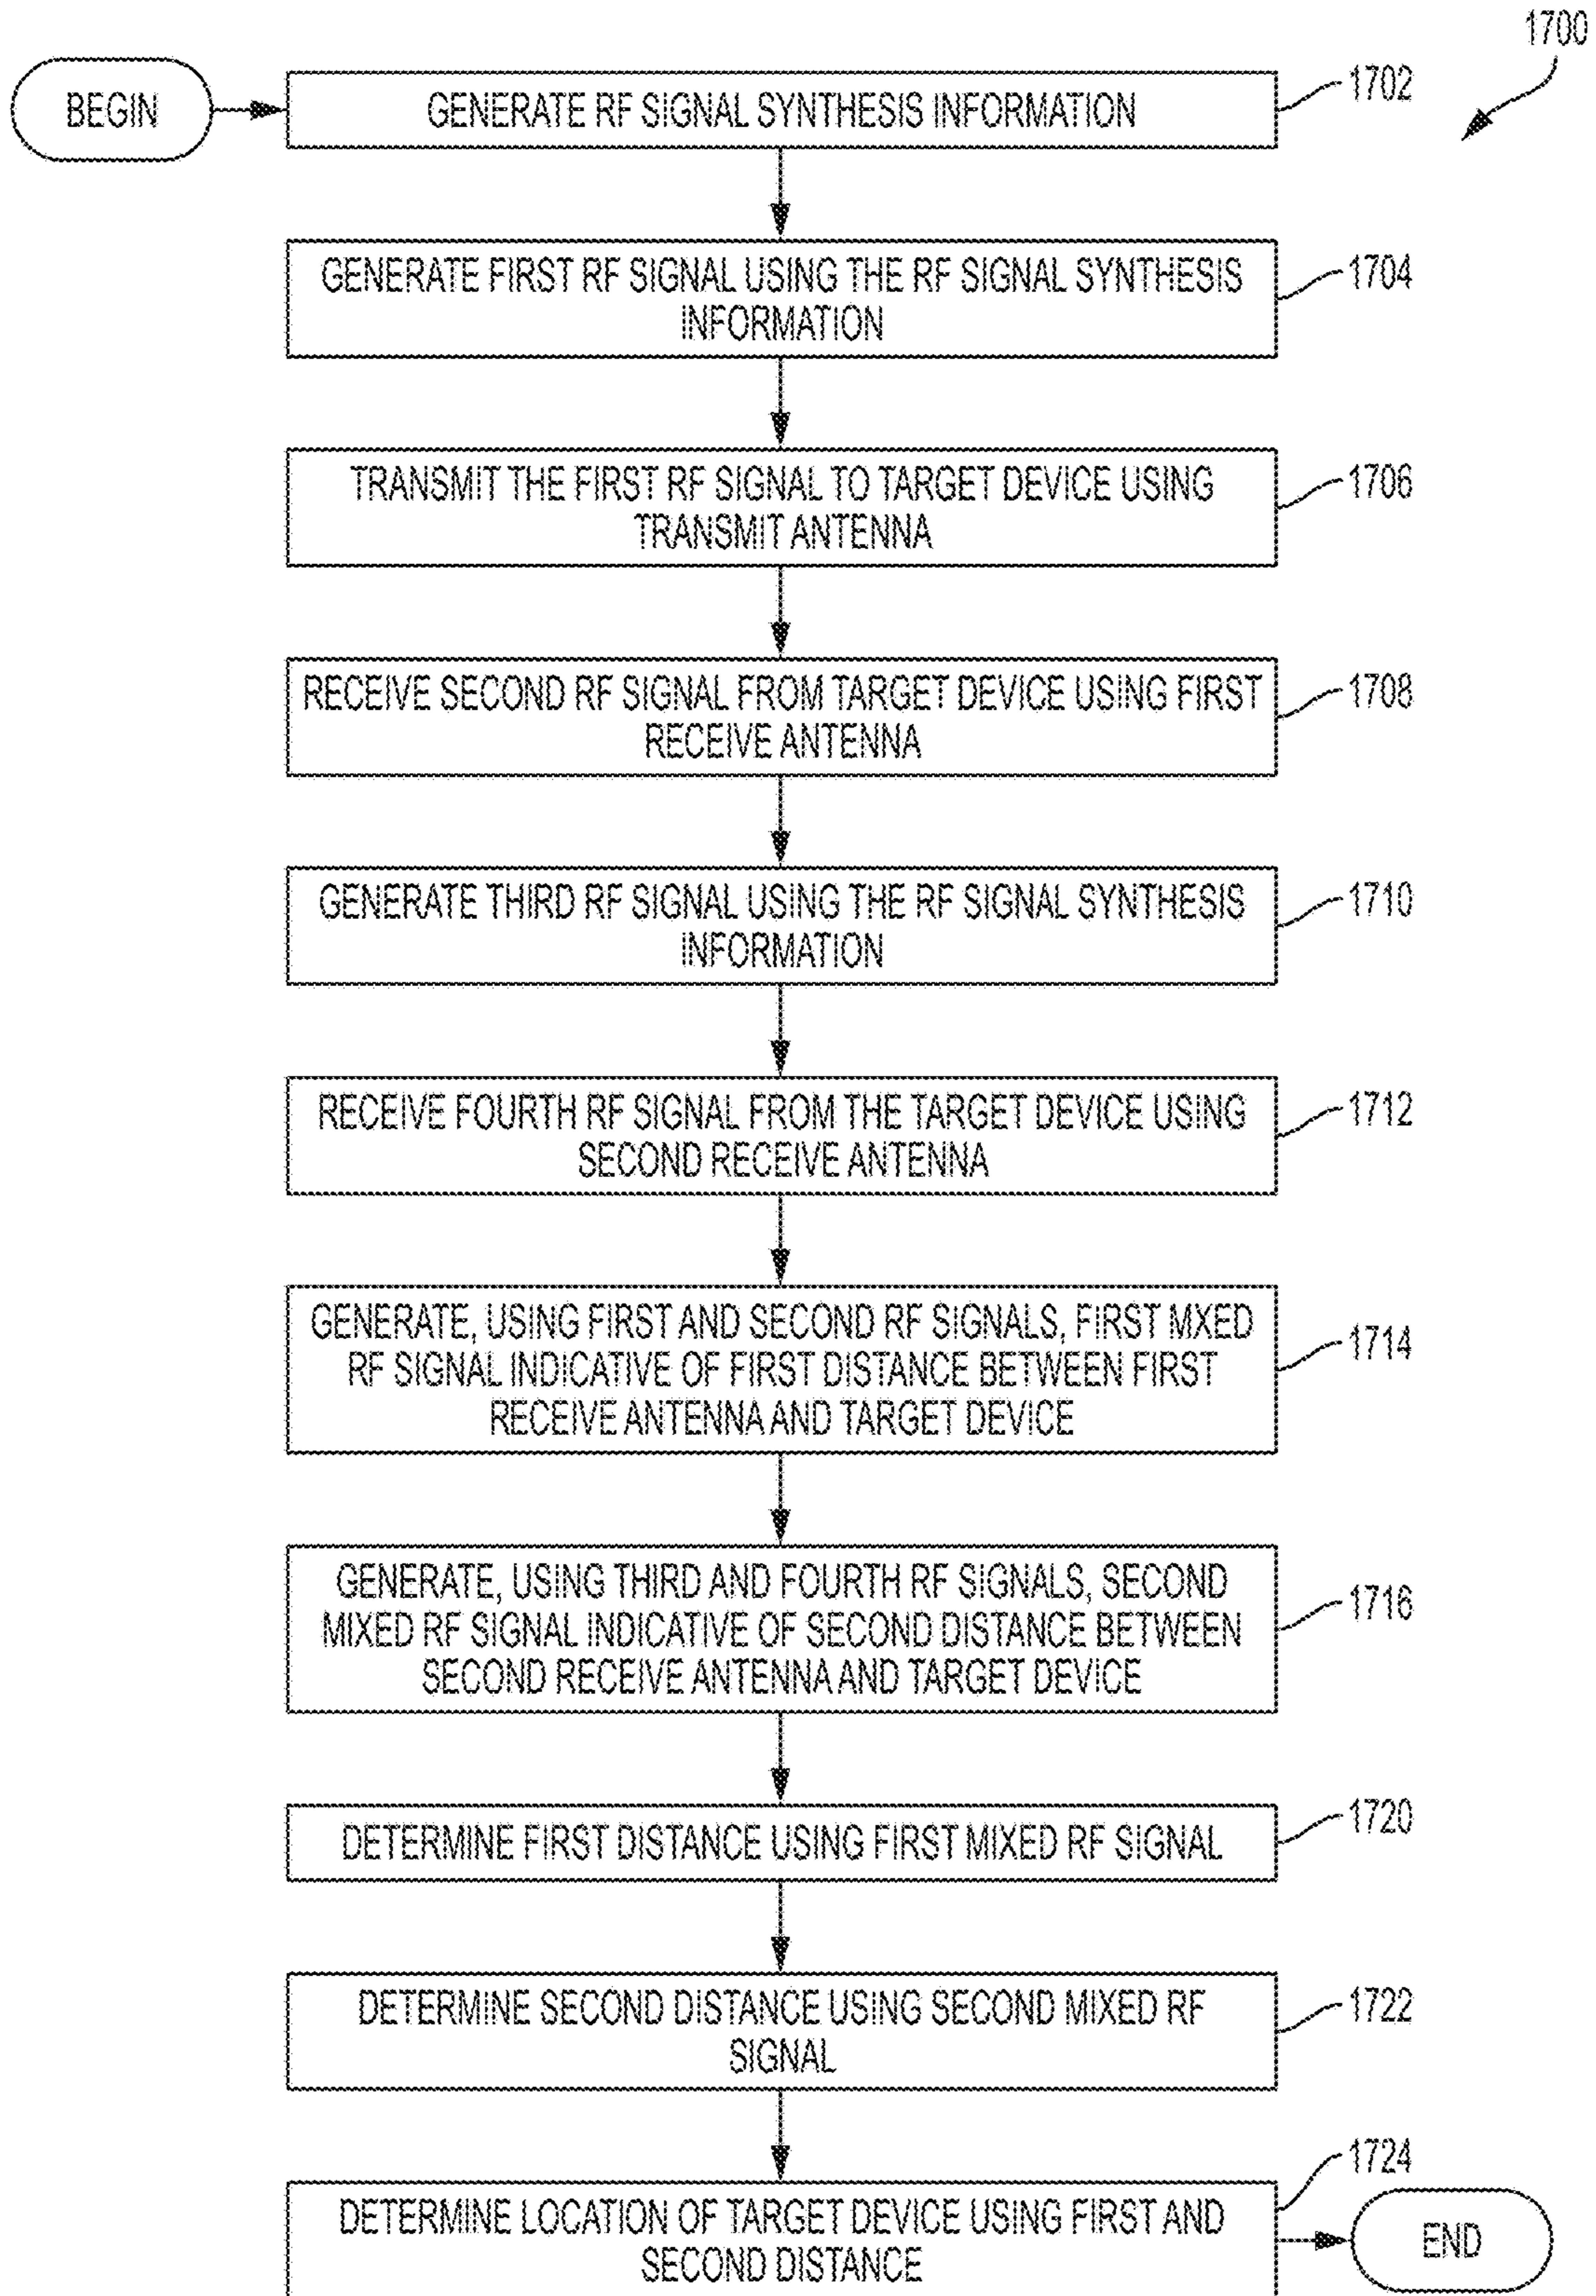 1700
BEGIN
GENERATE RF SIGNAL SYNTHESIS INFORMATION
1702
GENERATE FIRST RF SIGNAL USING THE RF SIGNAL SYNTHESIS
INFORMATION
1704
TRANSMIT THE FIRST RF SIGNAL TO TARGET DEVICE USING
TRANSMIT ANTENNA
1706
RECEIVE SECOND RF SIGNAL FROM TARGET DEVICE USING FIRST
RECEIVE ANTENNA
1708
GENERATE THIRD RF SIGNAL USING THE RF SIGNAL SYNTHESIS
INFORMATION
1710
RECEIVE FOURTH RF SIGNAL FROM THE TARGET DEVICE USING
SECOND RECEIVE ANTENNA
1712
GENERATE, USING FIRST AND SECOND RF SIGNALS, FIRST MXED
RF SIGNAL INDICATIVE OF FIRST DISTANCE BETWEEN FIRST
RECEIVE ANTENNA AND TARGET DEVICE
1714
GENERATE, USING THIRD AND FOURTH RF SIGNALS, SECOND
MIXED RF SIGNAL INDICATIVE OF SECOND DISTANCE BETWEEN
SECOND RECEIVE ANTENNA AND TARGET DEVICE
1716
DETERMINE FIRST DISTANCE USING FIRST MIXED RF SIGNAL
1720
DETERMINE SECOND DISTANCE USING SECOND MIXED RF
SIGNAL
1722
DETERMINE LOCATION OF TARGET DEVICE USING FIRST AND
SECOND DISTANCE
1724
END